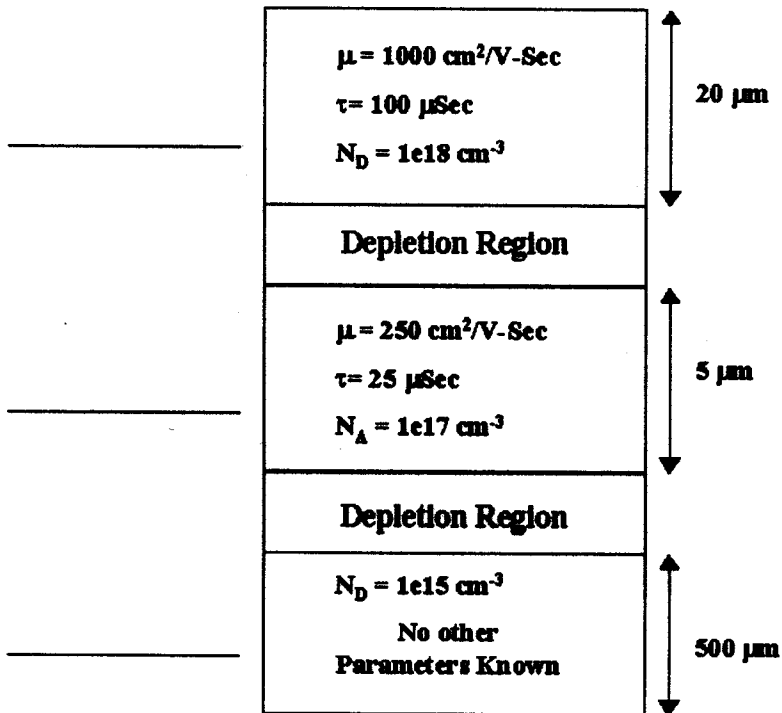 μ = 1000 cm²/V-Sec
τ = 100 μSec
N_D = 1e18 cm⁻³
20 μm
Depletion Region
μ = 250 cm²/V-Sec
τ= 25 μSec
N_A = 1e17 cm⁻³
5 μm
Depletion Region
N_D = 1e15 cm⁻³
No other
Parameters Known
500 μm